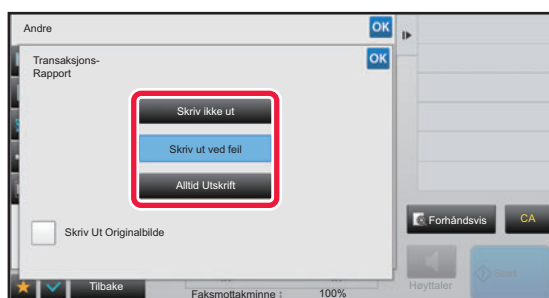 Andre
OK
Transaksjons-
Rapport
OK
Skriv ikke ut
Skriv ut ved feil
Alltid Utskrift
Skriv Ut Originalbilde
Forhåndsvis
CA
Tilbake
Faksmottakminne :
100%
Høyttaler
Start